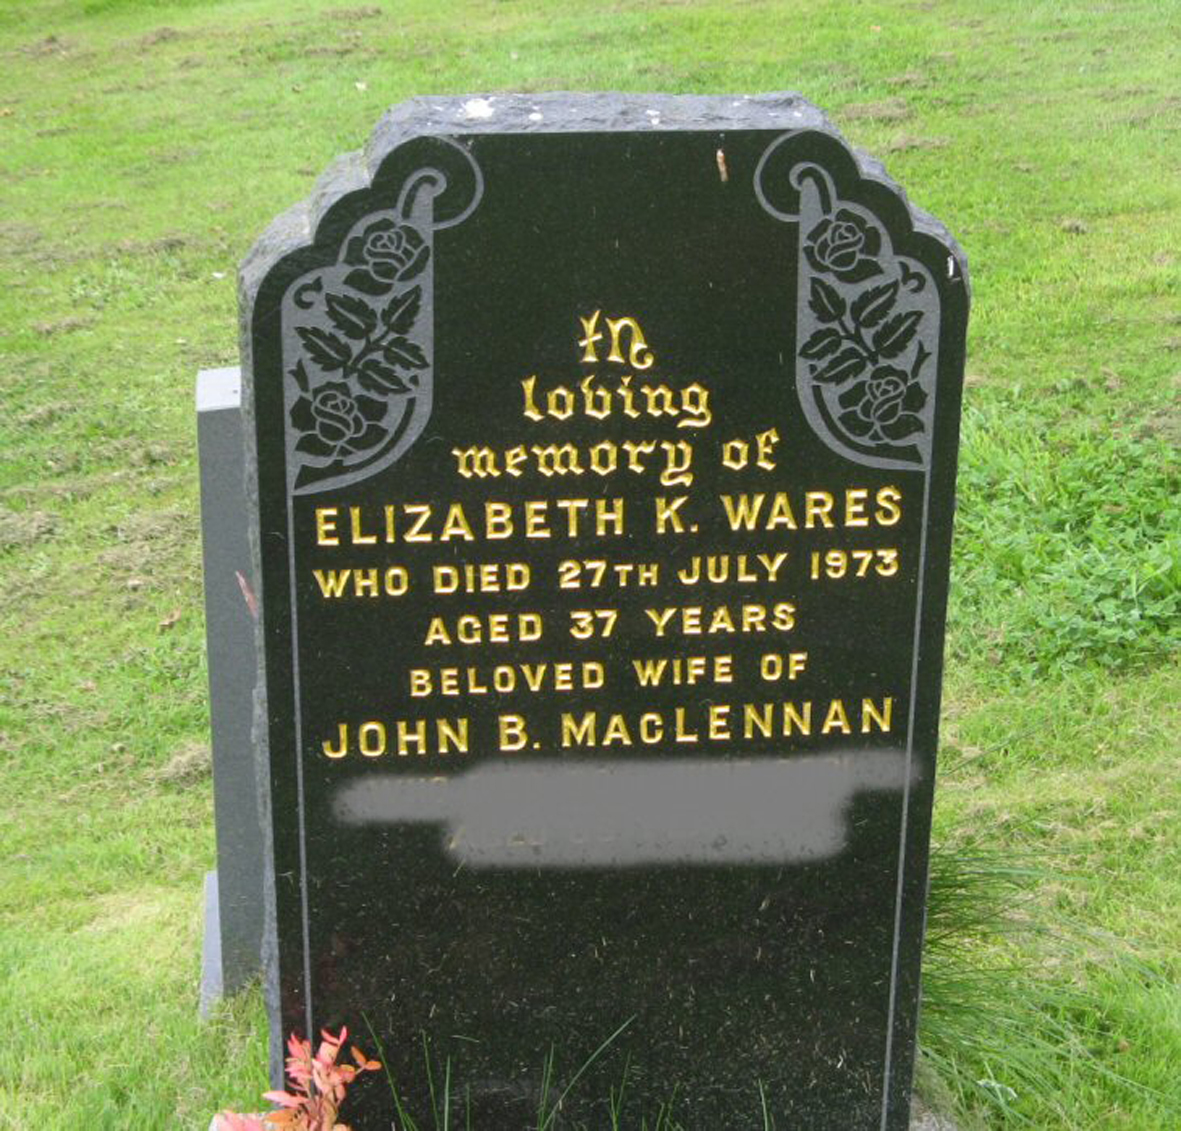 In
loving
memory of
ELIZABETH K. WARES
WHO DIED 27TH JULY 1973
AGED 37 YEARS
BELOVED WIFE OF
JOHN B. MACLENNAN